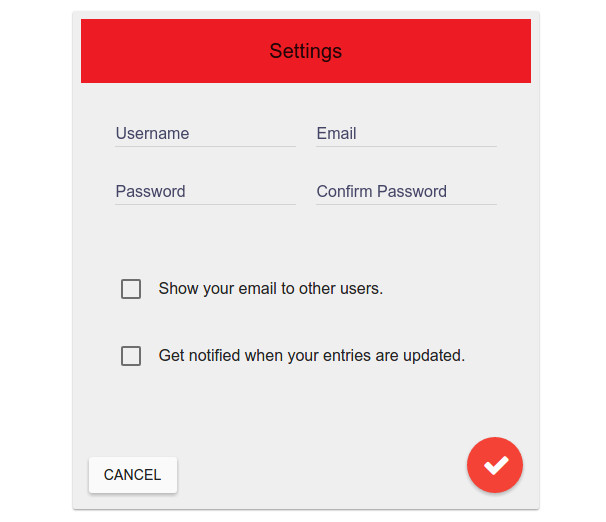 Settings
Username Email
Password Confirm Password
Show your email to other users.
Get notified when your entries are updated.
CANCEL